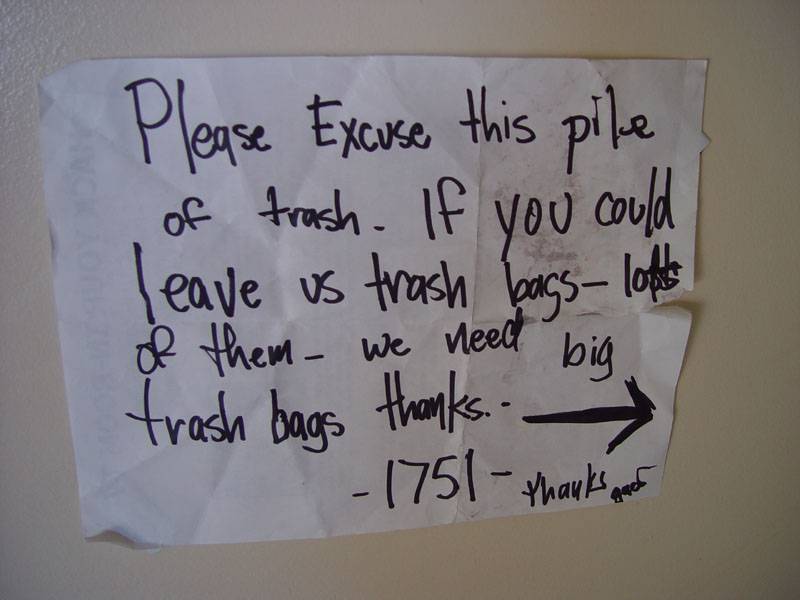 Please Excuse this pile
of trash. If you could
leave us trash bags- lots
of them- we need big
trash bags thanks.-
-1751- thanks